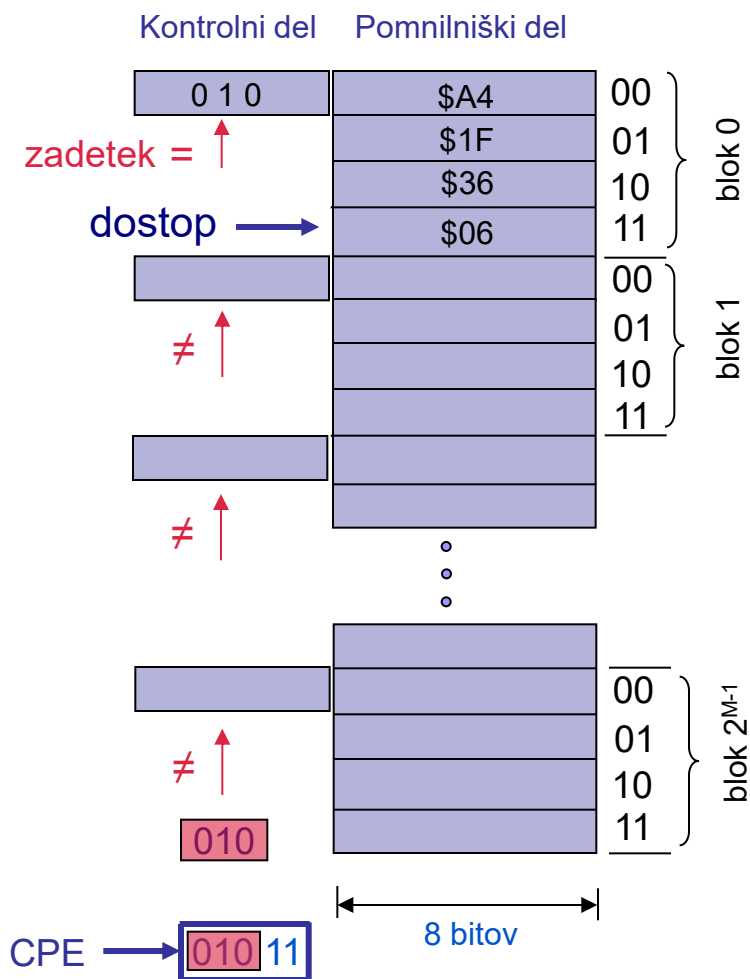 Kontrolni del Pomnilniški del
0 1 0 $A4 00
zadetek = $1F 01
$36 10
dostop $06 11
blok 0
00
≠ 01
10
11
blok 1
≠
00
≠ 01
10
010 11
blok 2^M-1
8 bitov
CPE 010 11